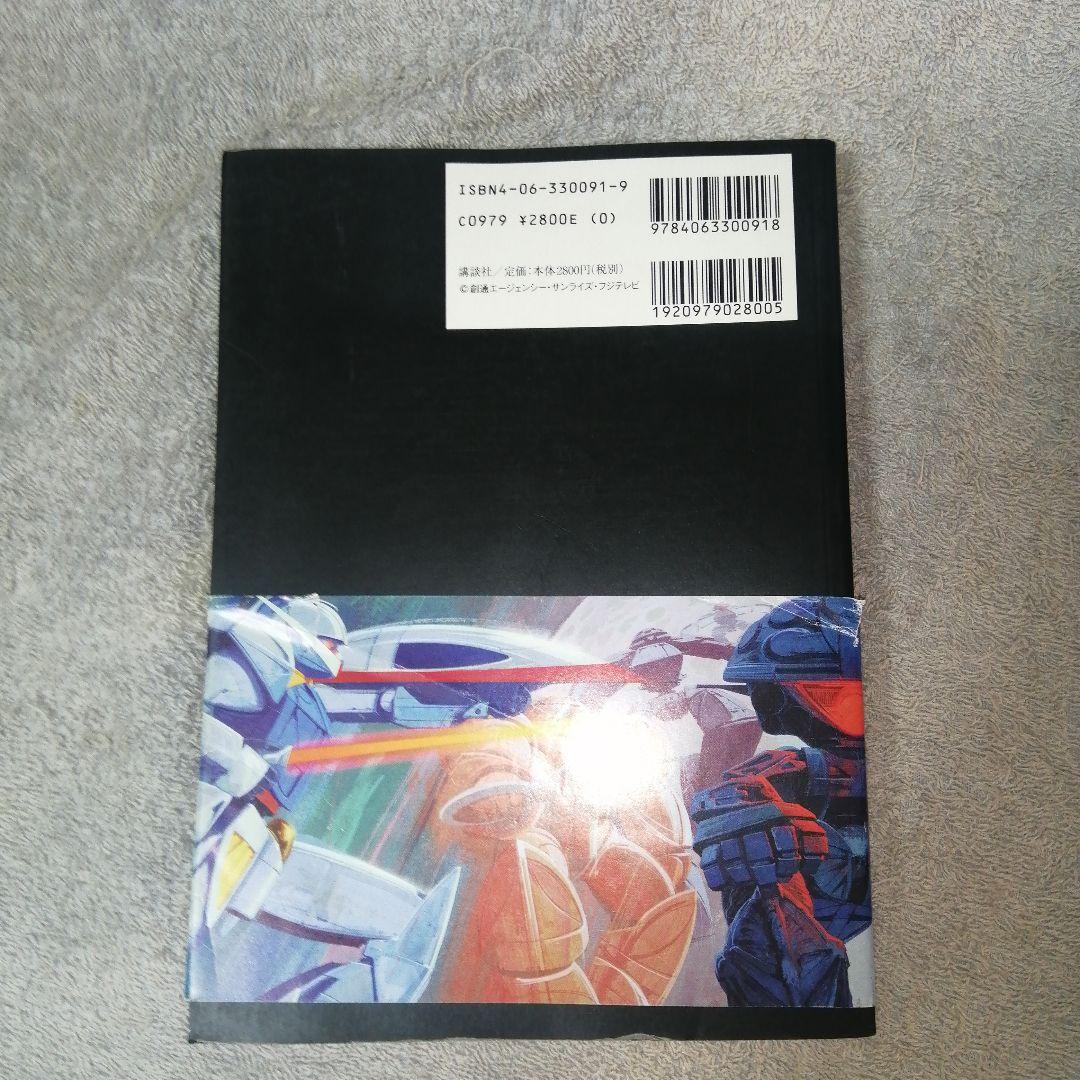 ISBN4-06-330091-9
C0979 ¥2800E (0)
9784063300918
講談社/定価:本体2800円(税別)
©創通エージェンシー・サンライズ・フジテレビ
1920979028005